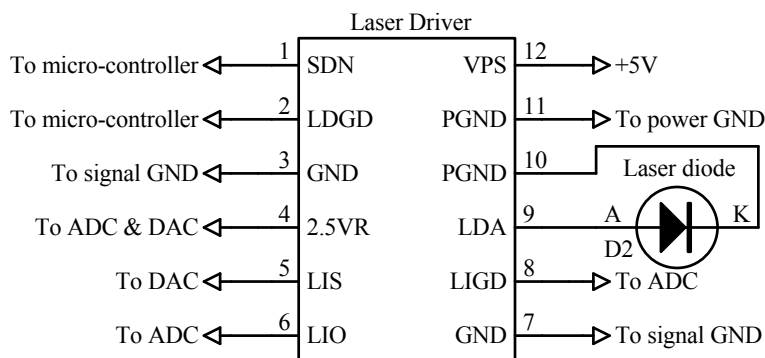 Laser Driver
To micro-controller 1 SDN VPS 12 +5V
To micro-controller 2 LDGD PGND 11 To power GND
To signal GND 3 GND PGND 10 Laser diode
To ADC & DAC 4 2.5VR LDA 9 A K
D2
To DAC 5 LIS LIGD 8 To ADC
To ADC 6 LIO GND 7 To signal GND